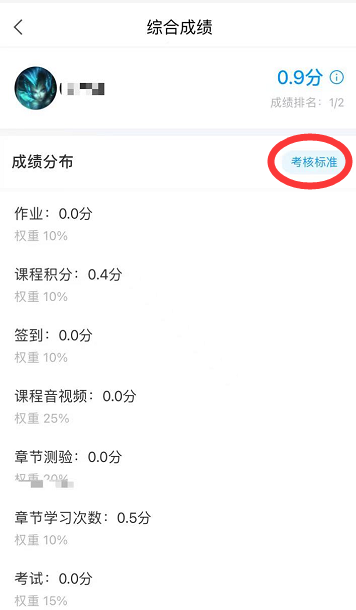 综合成绩
0.9分
成绩排名：1/2
成绩分布
考核标准
作业：0.0分
权重 10%
课程积分：0.4分
权重 10%
签到：0.0分
权重 10%
课程音视频：0.0分
权重 25%
章节测验：0.0分
权重 20%
章节学习次数：0.5分
权重 10%
考试：0.0分
权重 15%